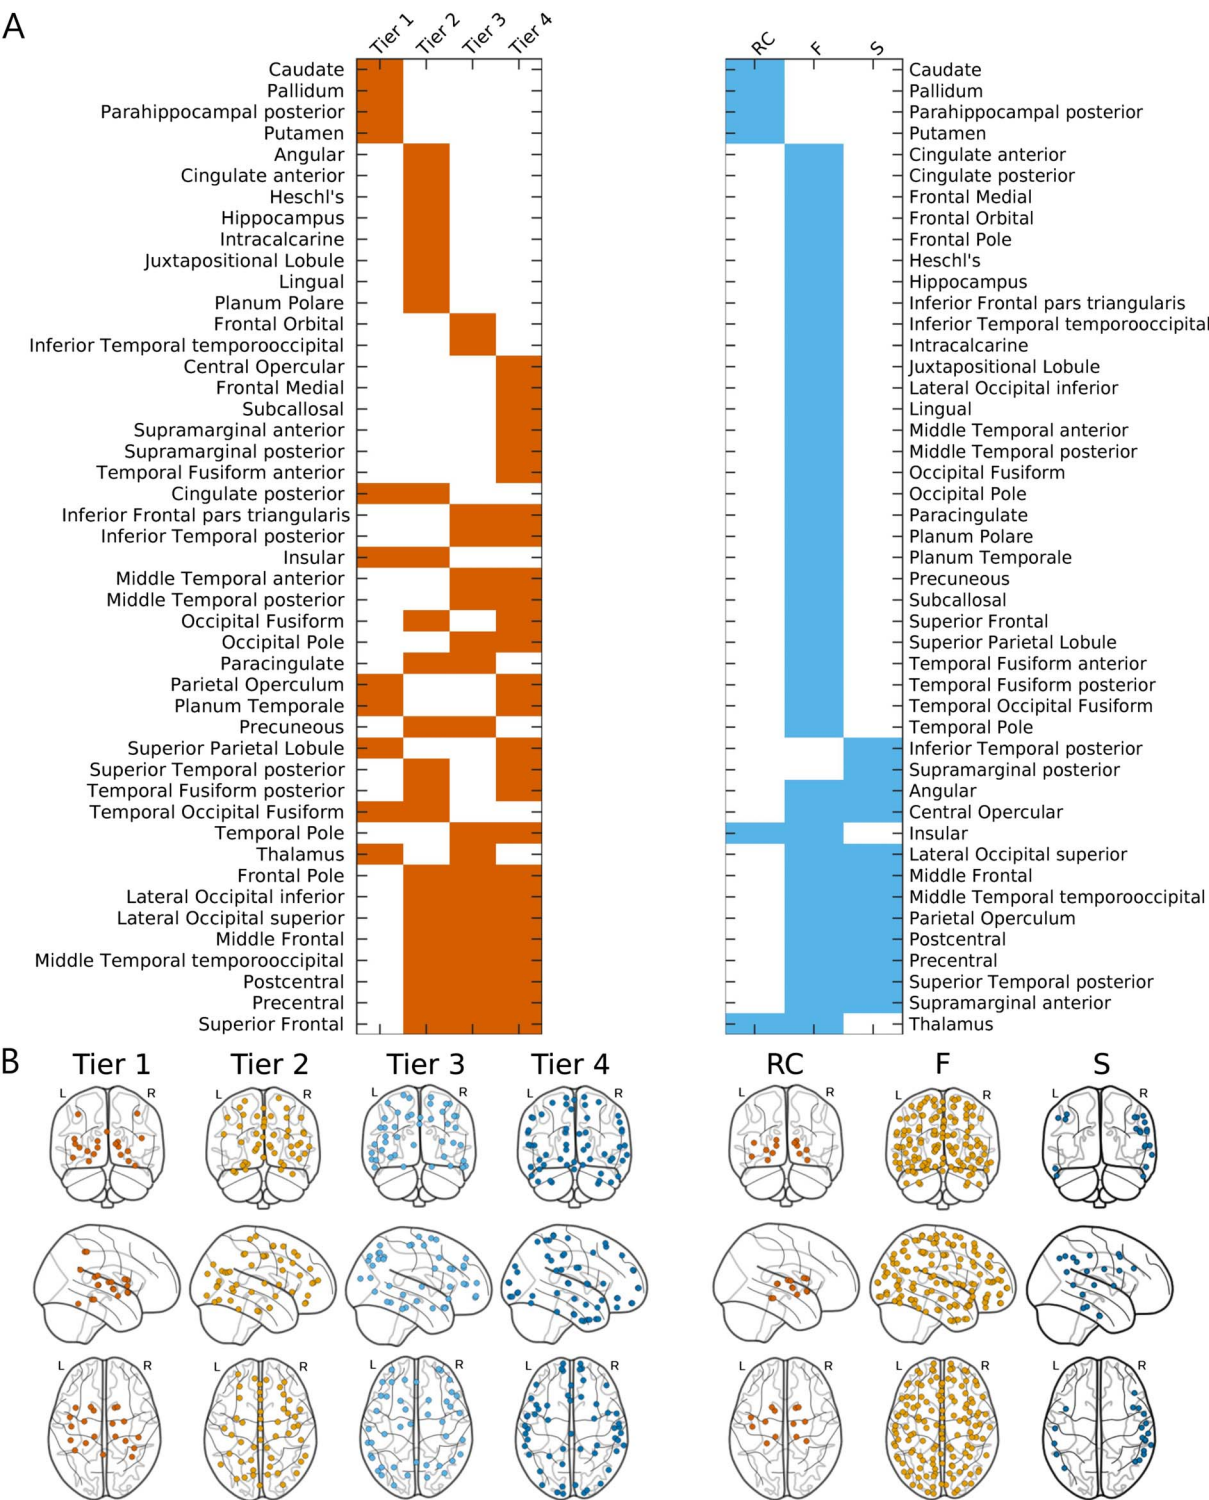 A
Tier 1
Tier 2
Tier 3
Tier 4
Caudate
Pallidum
Parahippocampal posterior
Putamen
Angular
Cingulate anterior
Heschl's
Hippocampus
Intracalcarine
Juxtapositional Lobule
Lingual
Planum Polare
Frontal Orbital
Inferior Temporal temporooccipital
Central Opercular
Frontal Medial
Subcallosal
Supramarginal anterior
Supramarginal posterior
Temporal Fusiform anterior
Cingulate posterior
Inferior Frontal pars triangularis
Inferior Temporal posterior
Insular
Middle Temporal anterior
Middle Temporal posterior
Occipital Fusiform
Occipital Pole
Paracingulate
Parietal Operculum
Planum Temporale
Precuneous
Superior Parietal Lobule
Superior Temporal posterior
Temporal Fusiform posterior
Temporal Occipital Fusiform
Temporal Pole
Thalamus
Frontal Pole
Lateral Occipital inferior
Lateral Occipital superior
Middle Frontal
Middle Temporal temporooccipital
Postcentral
Precentral
Superior Frontal
RC
F
S
Caudate
Pallidum
Parahippocampal posterior
Putamen
Cingulate anterior
Cingulate posterior
Frontal Medial
Frontal Orbital
Frontal Pole
Heschl's
Hippocampus
Inferior Frontal pars triangularis
Inferior Temporal temporooccipital
Intracalcarine
Juxtapositional Lobule
Lateral Occipital inferior
Lingual
Middle Temporal anterior
Middle Temporal posterior
Occipital Fusiform
Occipital Pole
Paracingulate
Planum Polare
Planum Temporale
Precuneous
Subcallosal
Superior Frontal
Superior Parietal Lobule
Temporal Fusiform anterior
Temporal Fusiform posterior
Temporal Occipital Fusiform
Temporal Pole
Inferior Temporal posterior
Supramarginal posterior
Angular
Central Opercular
Insular
Lateral Occipital superior
Middle Frontal
Middle Temporal temporooccipital
Parietal Operculum
Postcentral
Precentral
Superior Temporal posterior
Supramarginal anterior
Thalamus
B
Tier 1 Tier 2 Tier 3 Tier 4 RC F S
L R L R L R L R L R L R L R
L R L R L R L R L R L R L R